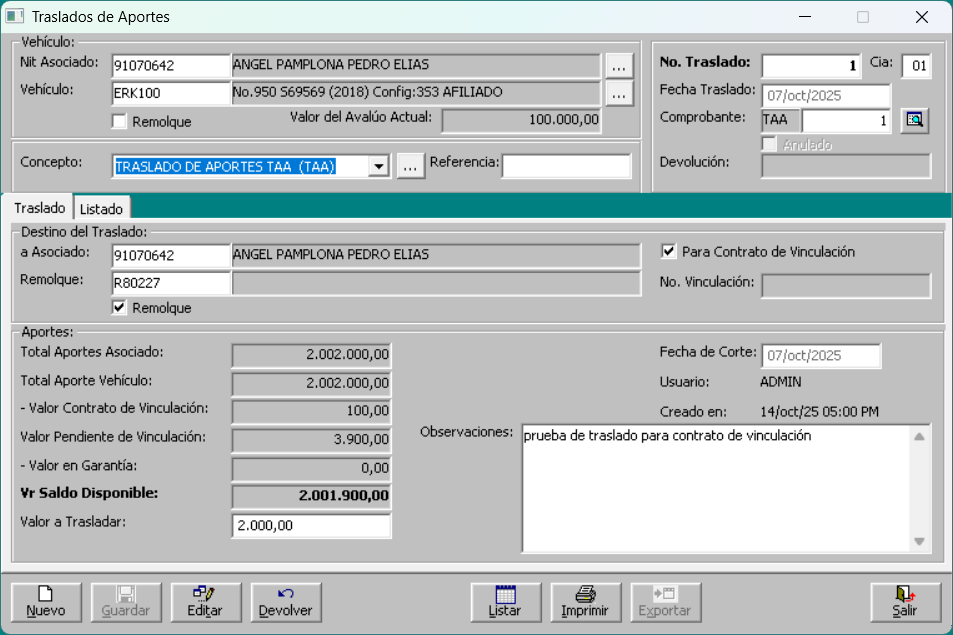 Traslados de Aportes
Vehículo:
Nit Asociado: 91070642 ANGEL PAMPLONA PEDRO ELIAS ...
Vehículo: ERK100 No.950 S69569 (2018) Config:3S3 AFILIADO ...
Remolque Valor del Avalúo Actual: 100.000,00
Concepto: TRASLADO DE APORTES TAA (TAA) ... Referencia:
No. Traslado: 1 Cia: 01
Fecha Traslado: 07/oct/2025
Comprobante: TAA 1
Anulado
Devolución:
Traslado Listado
Destino del Traslado:
a Asociado: 91070642 ANGEL PAMPLONA PEDRO ELIAS
Remolque: R80227
Remolque
Para Contrato de Vinculación
No. Vinculación:
Aportes:
Total Aportes Asociado: 2.002.000,00
Total Aporte Vehículo: 2.002.000,00
- Valor Contrato de Vinculación: 100,00
Valor Pendiente de Vinculación: 3.900,00
- Valor en Garantía: 0,00
Vr Saldo Disponible: 2.001.900,00
Valor a Trasladar: 2.000,00
Fecha de Corte: 07/oct/2025
Usuario: ADMIN
Creado en: 14/oct/25 05:00 PM
Observaciones: prueba de traslado para contrato de vinculación
Nuevo Guardar Editar Devolver Listar Imprimir Exportar Salir